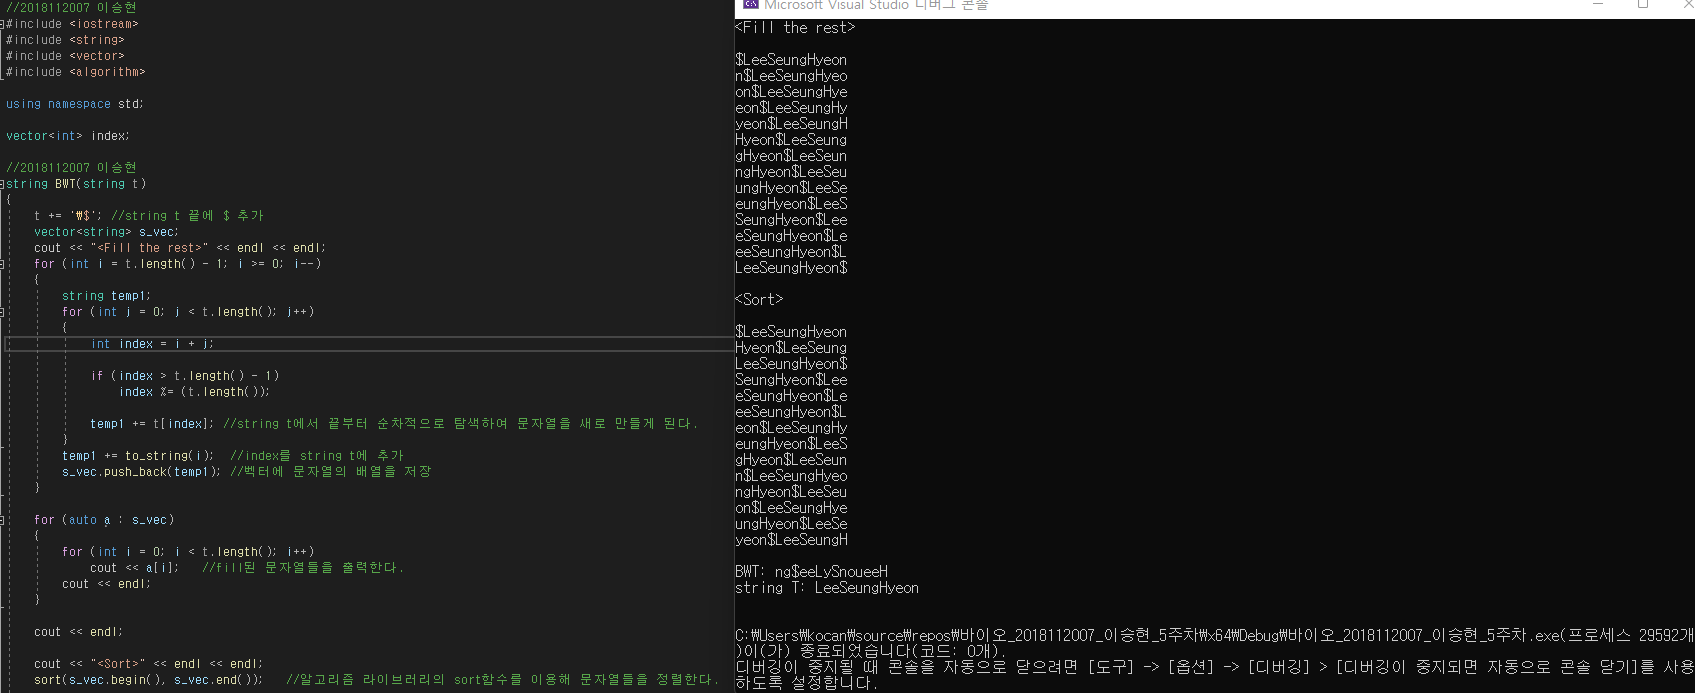 //2018112007 이승현
#include <iostream>
#include <string>
#include <vector>
#include <algorithm>
using namespace std;
vector<int> index;
//2018112007 이승현
string BWT(string t)
{
t += '₩$'; //string t 끝에 $ 추가
vector<string> s_vec;
cout << "<Fill the rest>" << endl << endl;
for (int i = t.length() - 1; i >= 0; i--)
{
string temp1;
for (int j = 0; j < t.length(); j++)
{
int index = i + j;
if (index > t.length() - 1)
index %= (t.length());
temp1 += t[index]; //string t에서 끝부터 순차적으로 탐색하여 문자열을 새로 만들게 된다.
}
temp1 += to_string(i); //index를 string t에 추가
s_vec.push_back(temp1); //벡터에 문자열의 배열을 저장
}
for (auto a : s_vec)
{
for (int i = 0; i < t.length(); i++)
cout << a[i]; //fill된 문자열들을 출력한다.
cout << endl;
}
cout << endl;
cout << "<Sort>" << endl << endl;
sort(s_vec.begin(), s_vec.end()); //알고리즘 라이브러리의 sort함수를 이용해 문자열들을 정렬한다.
Microsoft Visual Studio 디버그 콘솔
<Fill the rest>
$LeeSeungHyeon
n$LeeSeungHyeo
on$LeeSeungHye
eon$LeeSeungHy
yeon$LeeSeungH
Hyeon$LeeSeung
gHyeon$LeeSeun
ngHyeon$LeeSeu
ungHyeon$LeeSe
eungHyeon$LeeS
SeungHyeon$Lee
eSeungHyeon$Le
eeSeungHyeon$L
LeeSeungHyeon$
<Sort>
$LeeSeungHyeon
Hyeon$LeeSeung
LeeSeungHyeon$
SeungHyeon$Lee
eSeungHyeon$Le
eeSeungHyeon$L
eon$LeeSeungHy
eungHyeon$LeeS
gHyeon$LeeSeun
n$LeeSeungHyeo
ngHyeon$LeeSeu
on$LeeSeungHye
ungHyeon$LeeSe
yeon$LeeSeungH
BWT: ng$eeLySnoueeH
string T: LeeSeungHyeon
C:₩Users₩kocan₩source₩repos₩바이오_2018112007_이승현_5주차₩x64₩Debug₩바이오_2018112007_이승현_5주차.exe(프로세스 29592개
)이(가) 종료되었습니다(코드: 0개).
디버깅이 중지될 때 콘솔을 자동으로 닫으려면 [도구] -> [옵션] -> [디버깅] > [디버깅이 중지되면 자동으로 콘솔 닫기]를 사용
하도록 설정합니다.